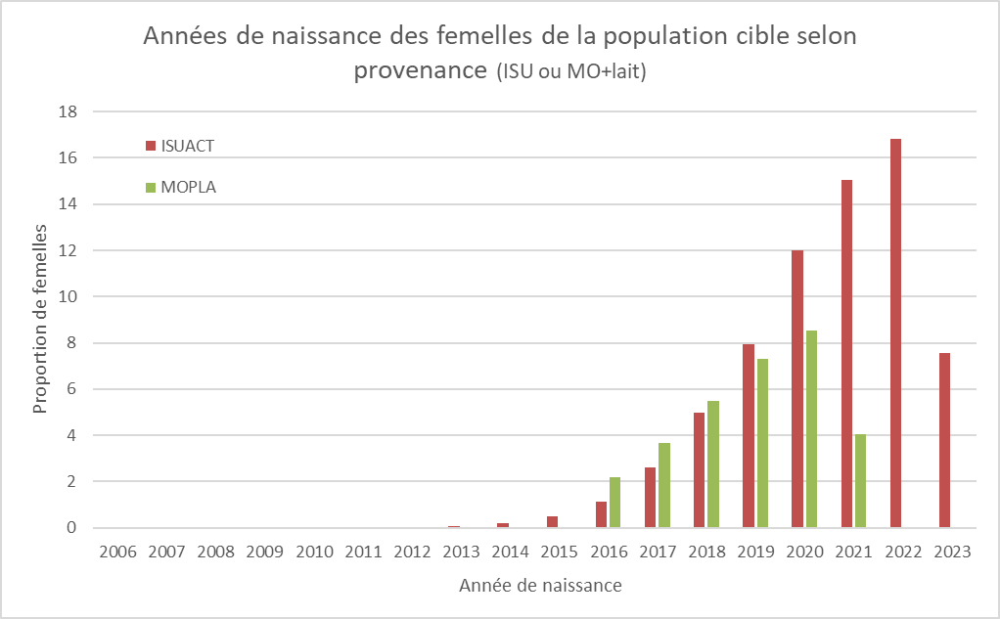 Années de naissance des femelles de la population cible selon
provenance (ISU ou MO+lait)
18
16
14
12
10
8
6
4
2
0
Proportion de femelles
ISUACT
MOPLA
2006 2007 2008 2009 2010 2011 2012 2013 2014 2015 2016 2017 2018 2019 2020 2021 2022 2023
Année de naissance